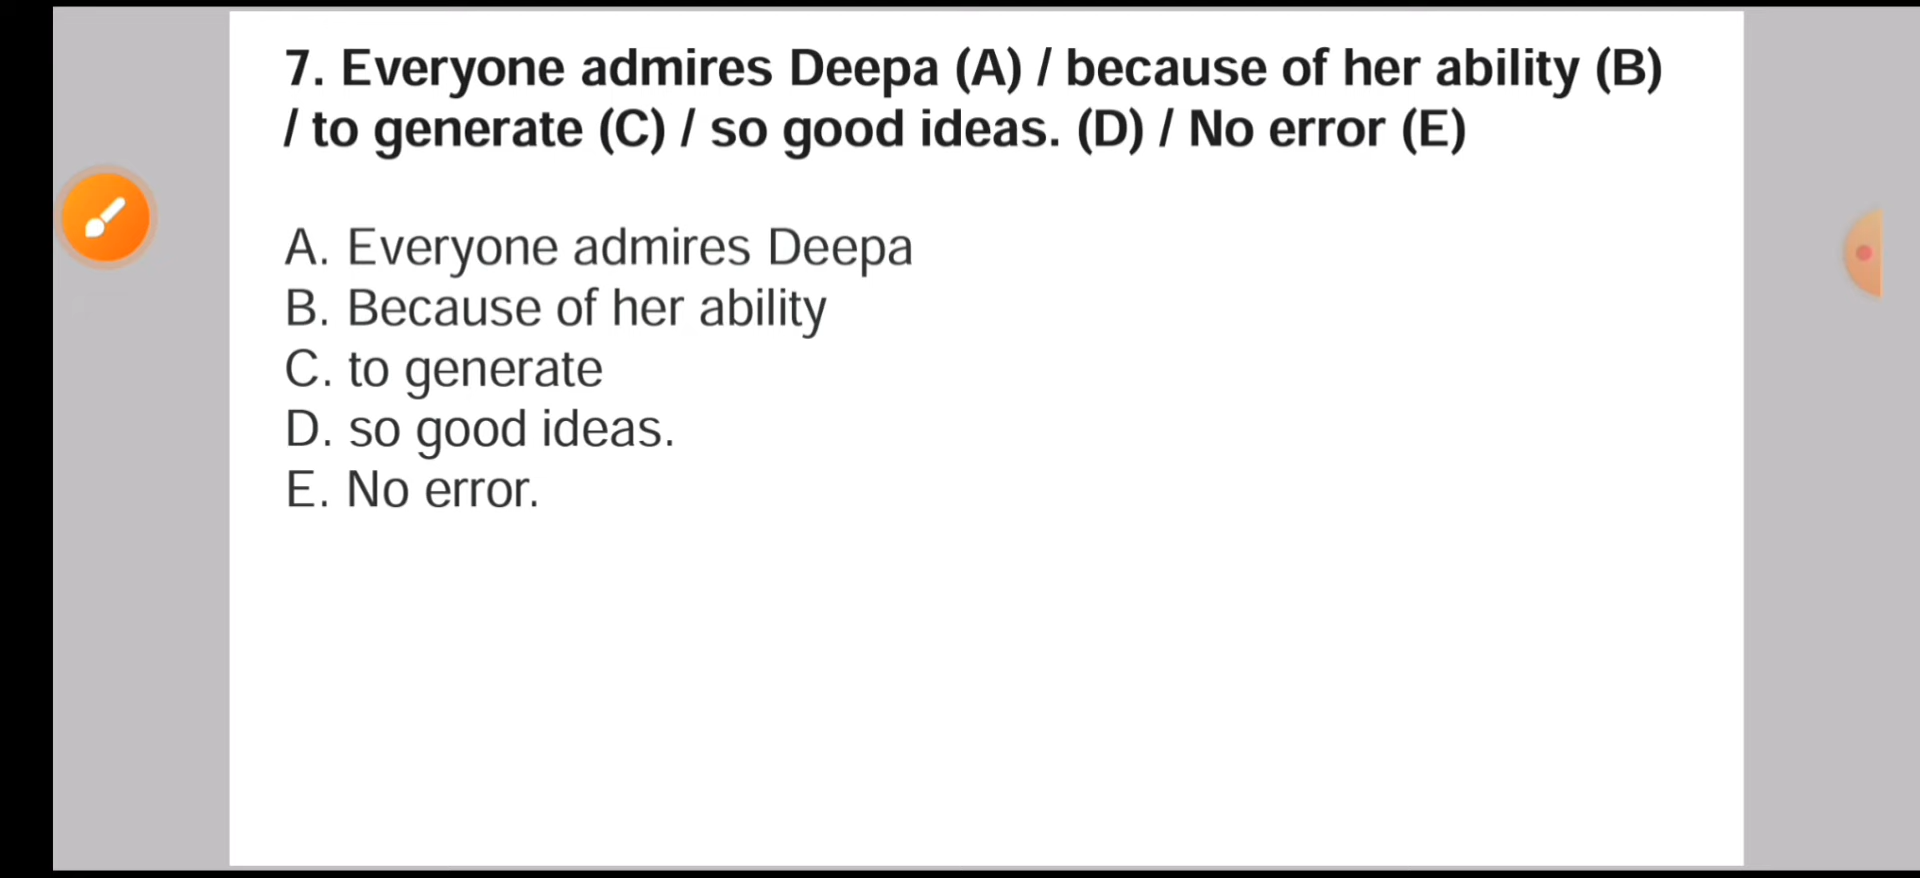 7. Everyone admires Deepa (A) / because of her ability (B)
/ to generate (C) / so good ideas. (D) / No error (E)
A. Everyone admires Deepa
B. Because of her ability
C. to generate
D. so good ideas.
E. No error.